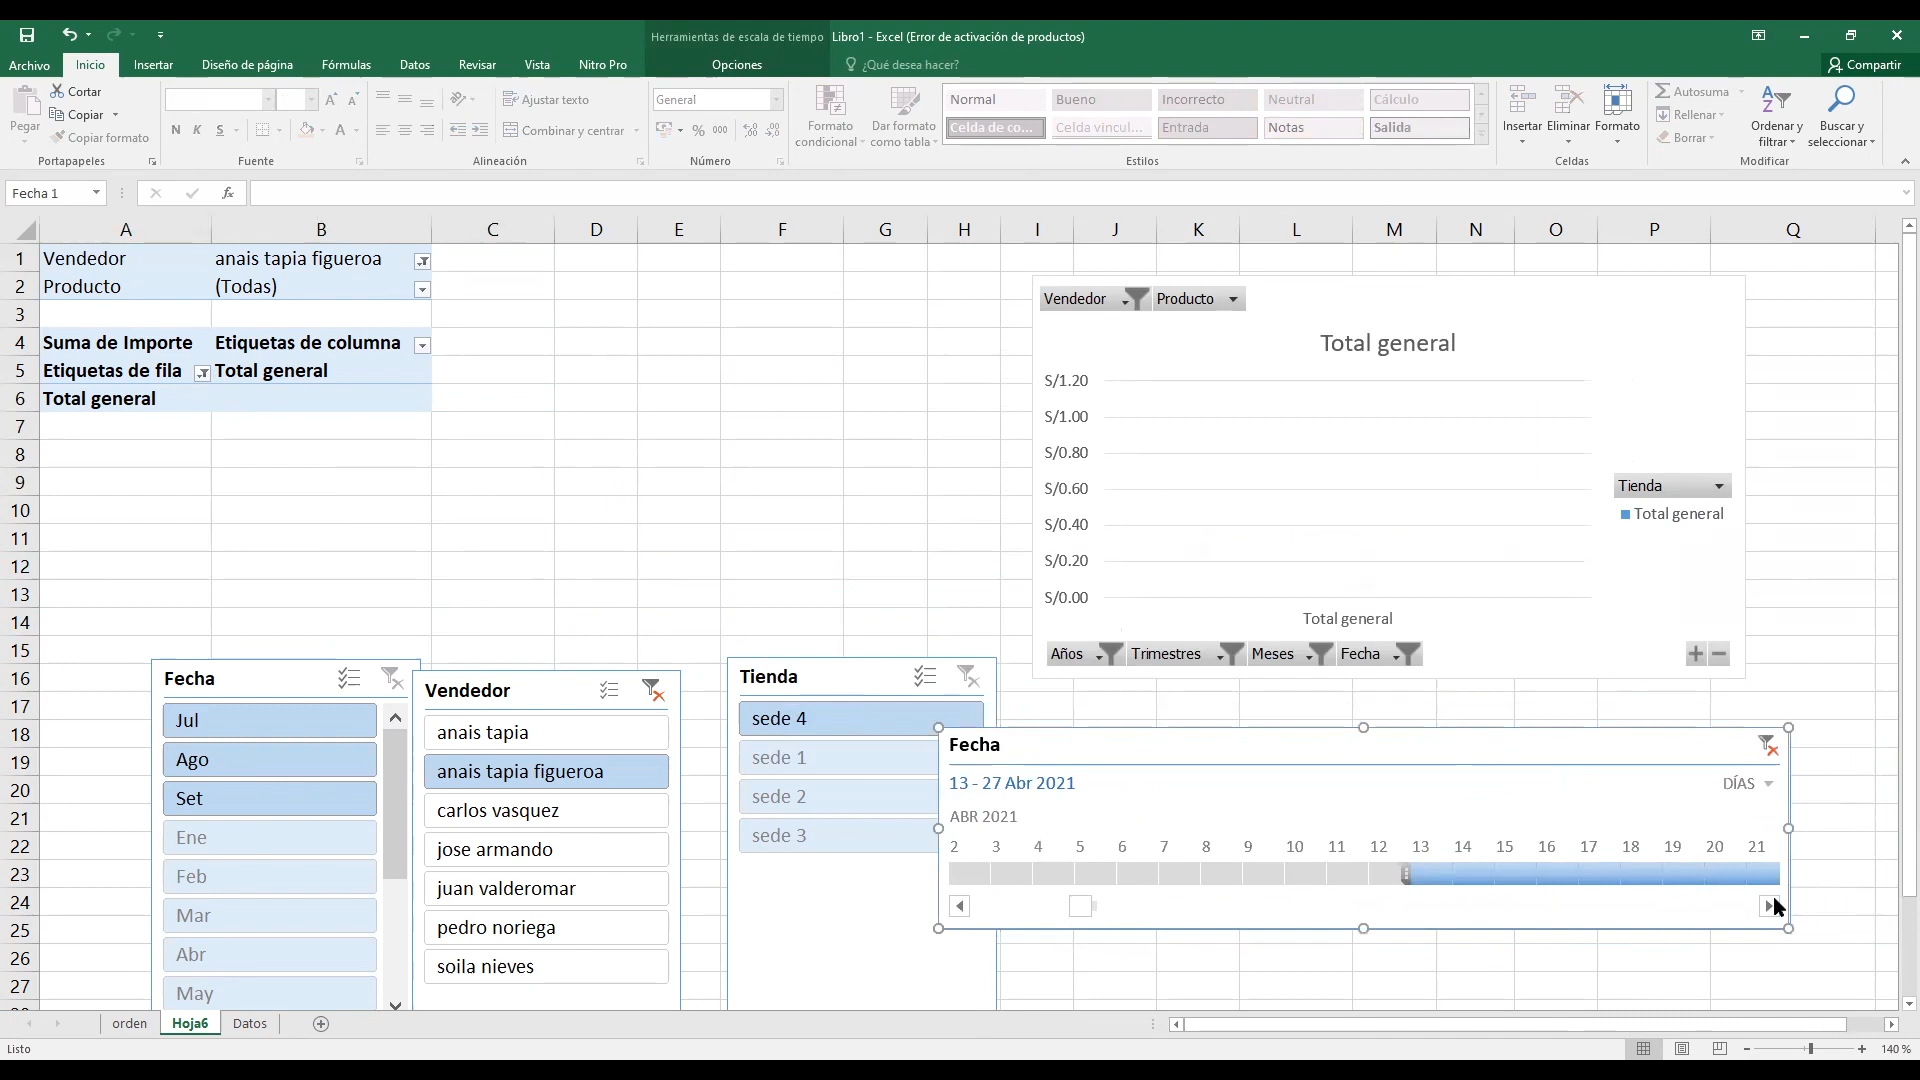 Herramientas de escala de tiempo
Libro1 - Excel (Error de activación de productos)
Archivo
Inicio
Insertar
Diseño de página
Fórmulas
Datos
Revisar
Vista
Nitro Pro
Opciones
¿Qué desea hacer?
Compartir
Pegar
Cortar
Copiar
Copiar formato
Portapapeles
N K S
Fuente
Ajustar texto
Combinar y centrar
Alineación
General
% 000
Número
Formato condicional
Dar formato como tabla
Normal Bueno Incorrecto Neutral Cálculo
Celda de co... Celda vincul... Entrada Notas Salida
Estilos
Insertar Eliminar Formato
Celdas
Autosuma
Rellenar
Borrar
Ordenar y filtrar
Buscar y seleccionar
Modificar
Fecha 1
fx
A B C D E F G H I J K L M N O P Q
1 Vendedor anais tapia figueroa
2 Producto (Todas)
3
4 Suma de Importe Etiquetas de columna
5 Etiquetas de fila Total general
6 Total general
7
8
9
10
11
12
13
14
15
16
17
18
19
20
21
22
23
24
25
26
27
Vendedor Producto
Total general
S/1.20
S/1.00
S/0.80
S/0.60
S/0.40
S/0.20
S/0.00
Total general
Tienda
Total general
Años Trimestres Meses Fecha
Fecha
Jul
Ago
Set
Ene
Feb
Mar
Abr
May
Vendedor
anais tapia
anais tapia figueroa
carlos vasquez
jose armando
juan valderomar
pedro noriega
soila nieves
Tienda
sede 4
sede 1
sede 2
sede 3
Fecha
13 - 27 Abr 2021
DÍAS
ABR 2021
2 3 4 5 6 7 8 9 10 11 12 13 14 15 16 17 18 19 20 21
orden Hoja6 Datos
Listo
140 %